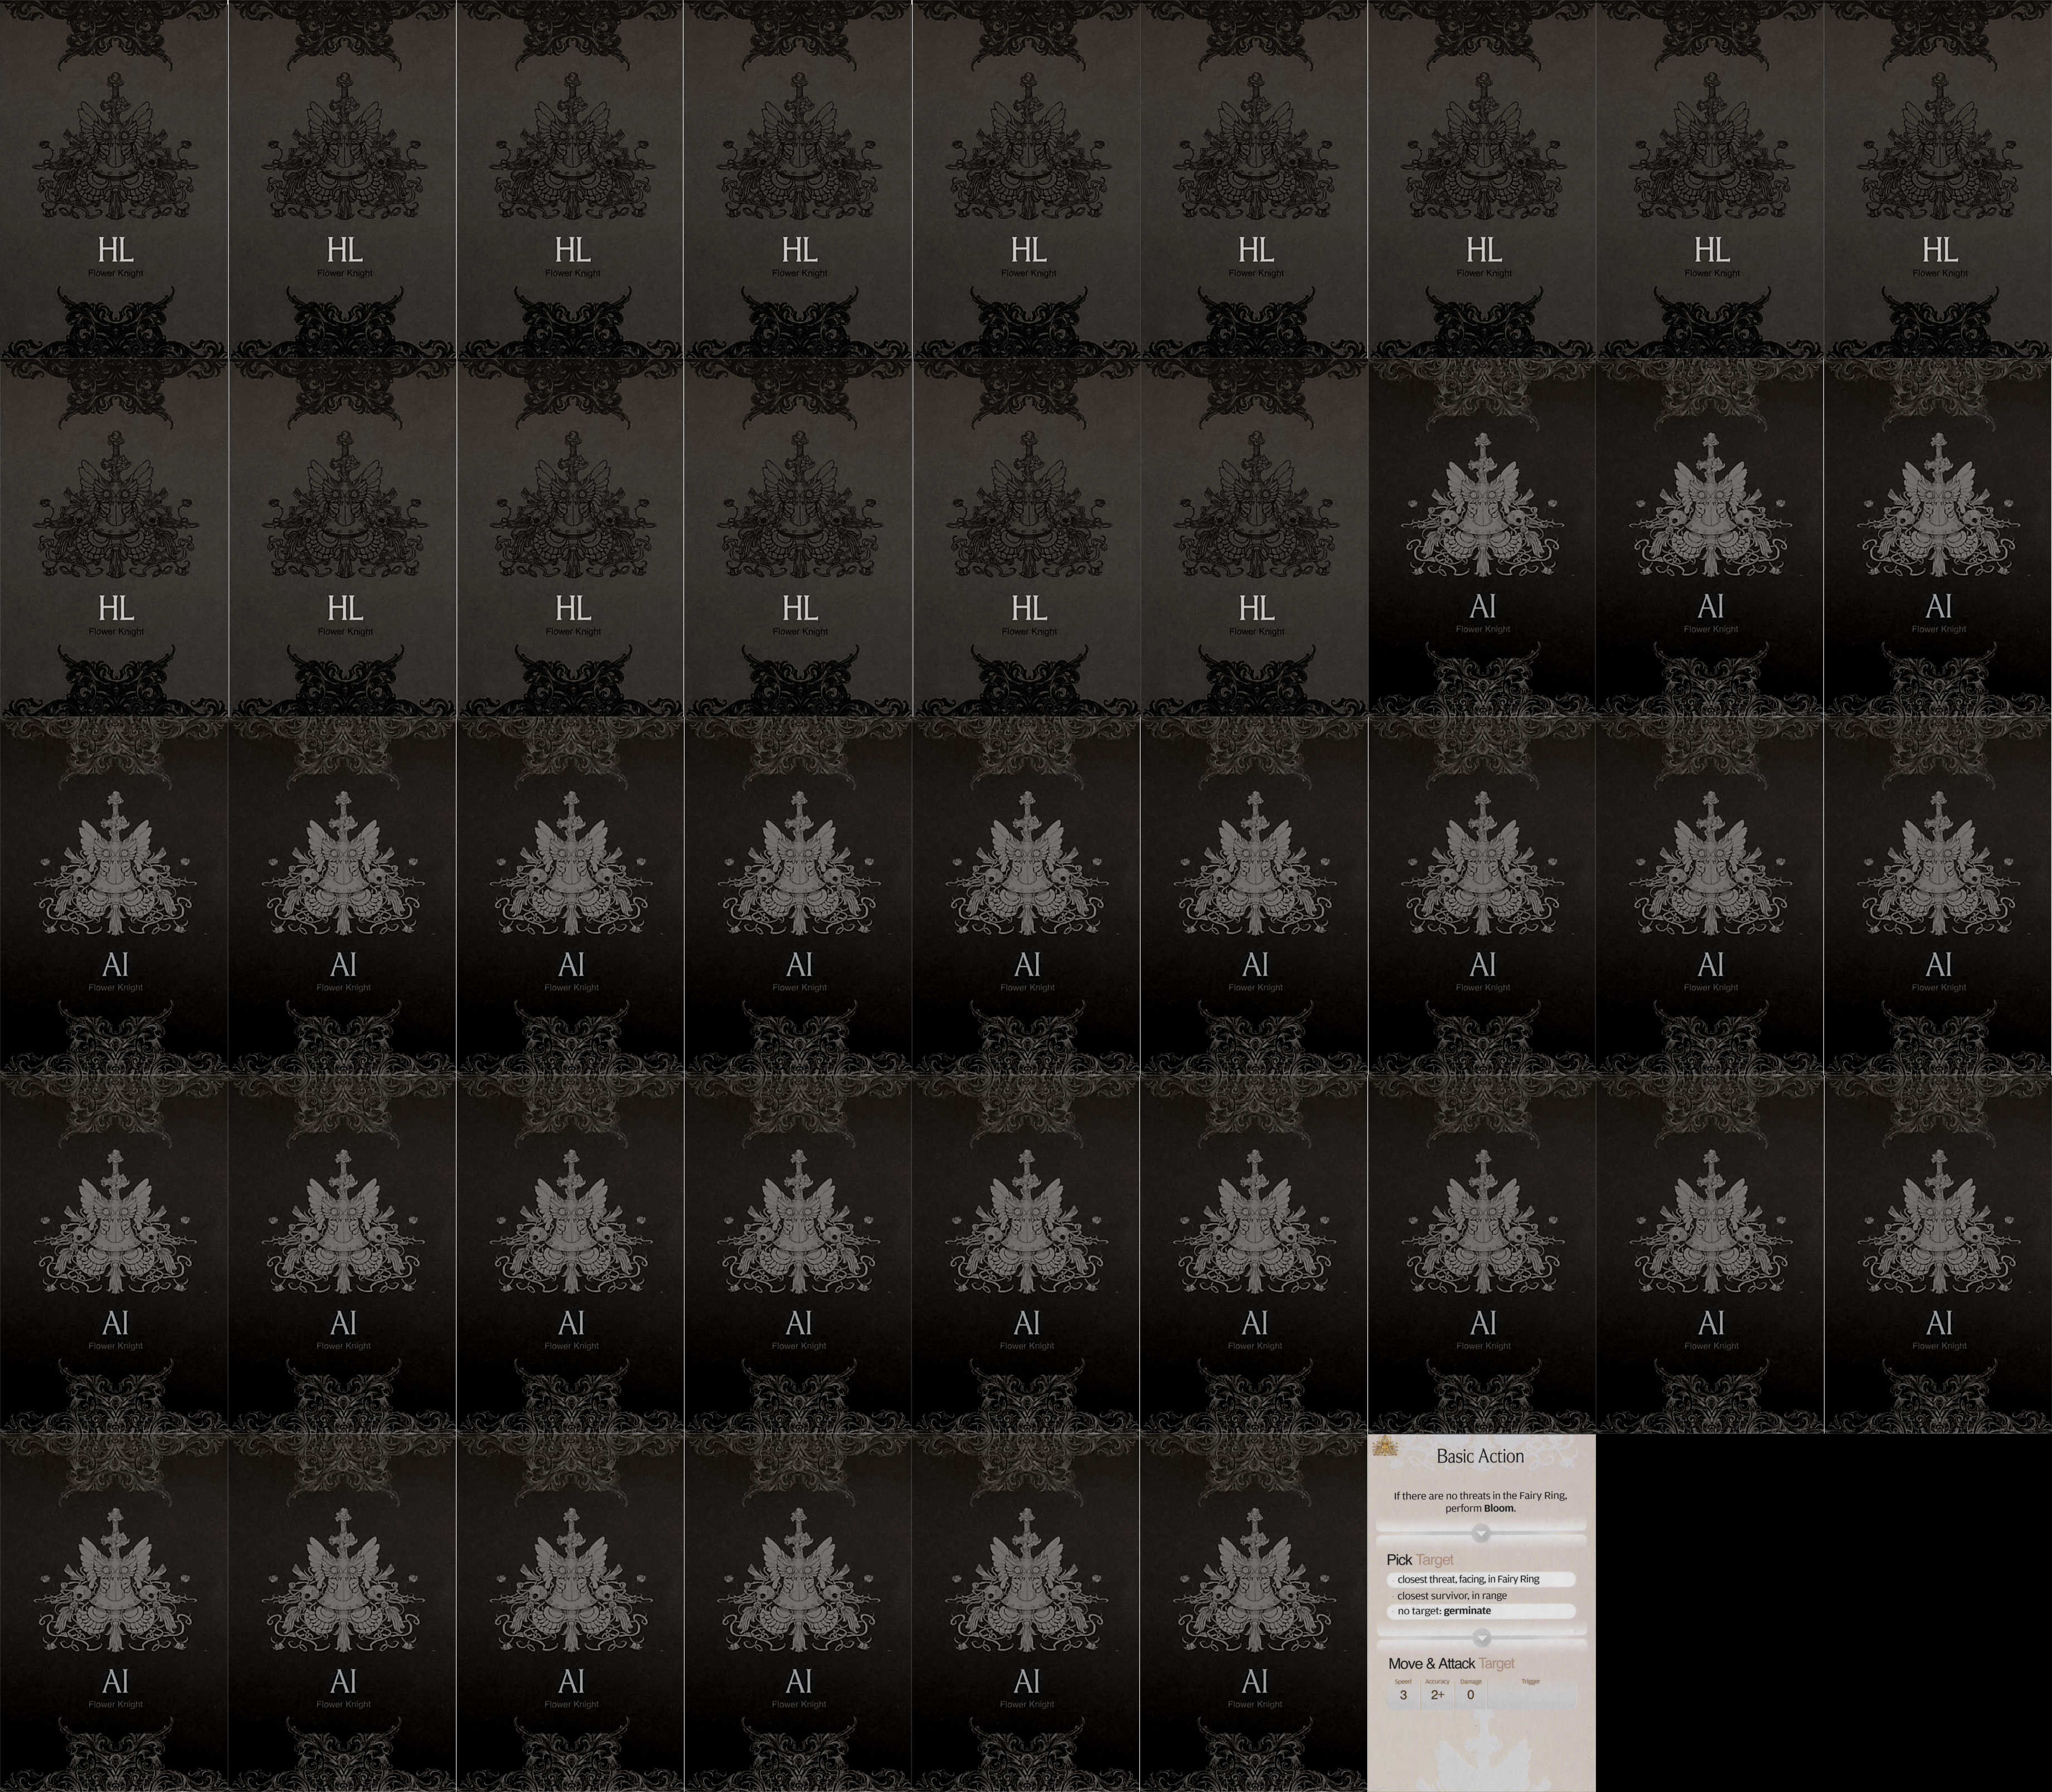 HL HL HL HL HL HL HL HL HL
Flower Knight Flower Knight Flower Knight Flower Knight Flower Knight Flower Knight Flower Knight Flower Knight Flower Knight
HL HL HL HL HL HL AI AI AI
Flower Knight Flower Knight Flower Knight Flower Knight Flower Knight Flower Knight Flower Knight Flower Knight Flower Knight
AI AI AI AI AI AI AI AI AI
Flower Knight Flower Knight Flower Knight Flower Knight Flower Knight Flower Knight Flower Knight Flower Knight Flower Knight
AI AI AI AI AI AI AI AI AI
Flower Knight Flower Knight Flower Knight Flower Knight Flower Knight Flower Knight Flower Knight Flower Knight Flower Knight
AI AI AI AI AI AI
Flower Knight Flower Knight Flower Knight Flower Knight Flower Knight Flower Knight
Basic Action
If there are no threats in the Fairy Ring,
perform Bloom.
Pick Target
closest threat, facing, in Fairy Ring
closest survivor, in range
no target: germinate
Move & Attack Target
Speed Accuracy Damage Trigger
3 2+ 0